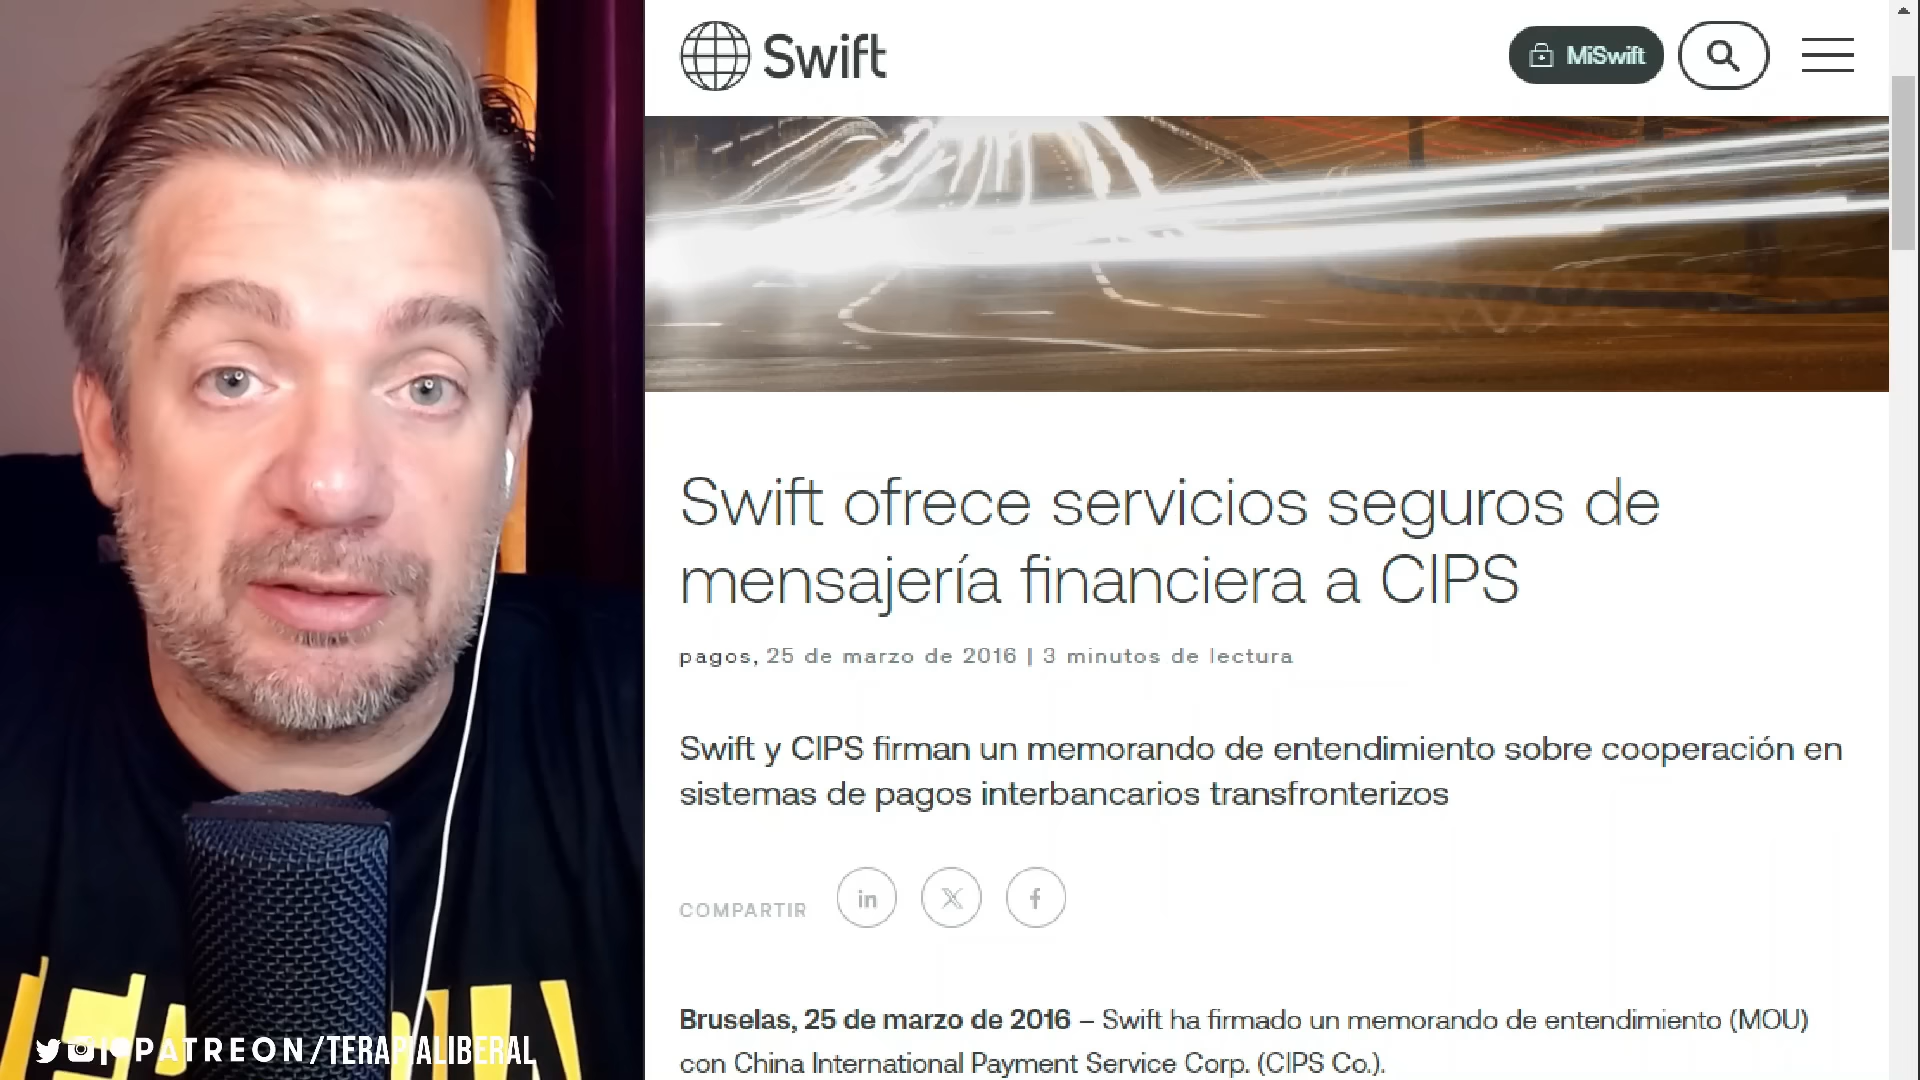 Swift
MiSwift
Swift ofrece servicios seguros de
mensajería financiera a CIPS
pagos, 25 de marzo de 2016 | 3 minutos de lectura
Swift y CIPS firman un memorando de entendimiento sobre cooperación en
sistemas de pagos interbancarios transfronterizos
COMPARTIR
in X f
Bruselas, 25 de marzo de 2016 – Swift ha firmado un memorando de entendimiento (MOU)
con China International Payment Service Corp. (CIPS Co.).
PATREON/TERAPIALIBERAL